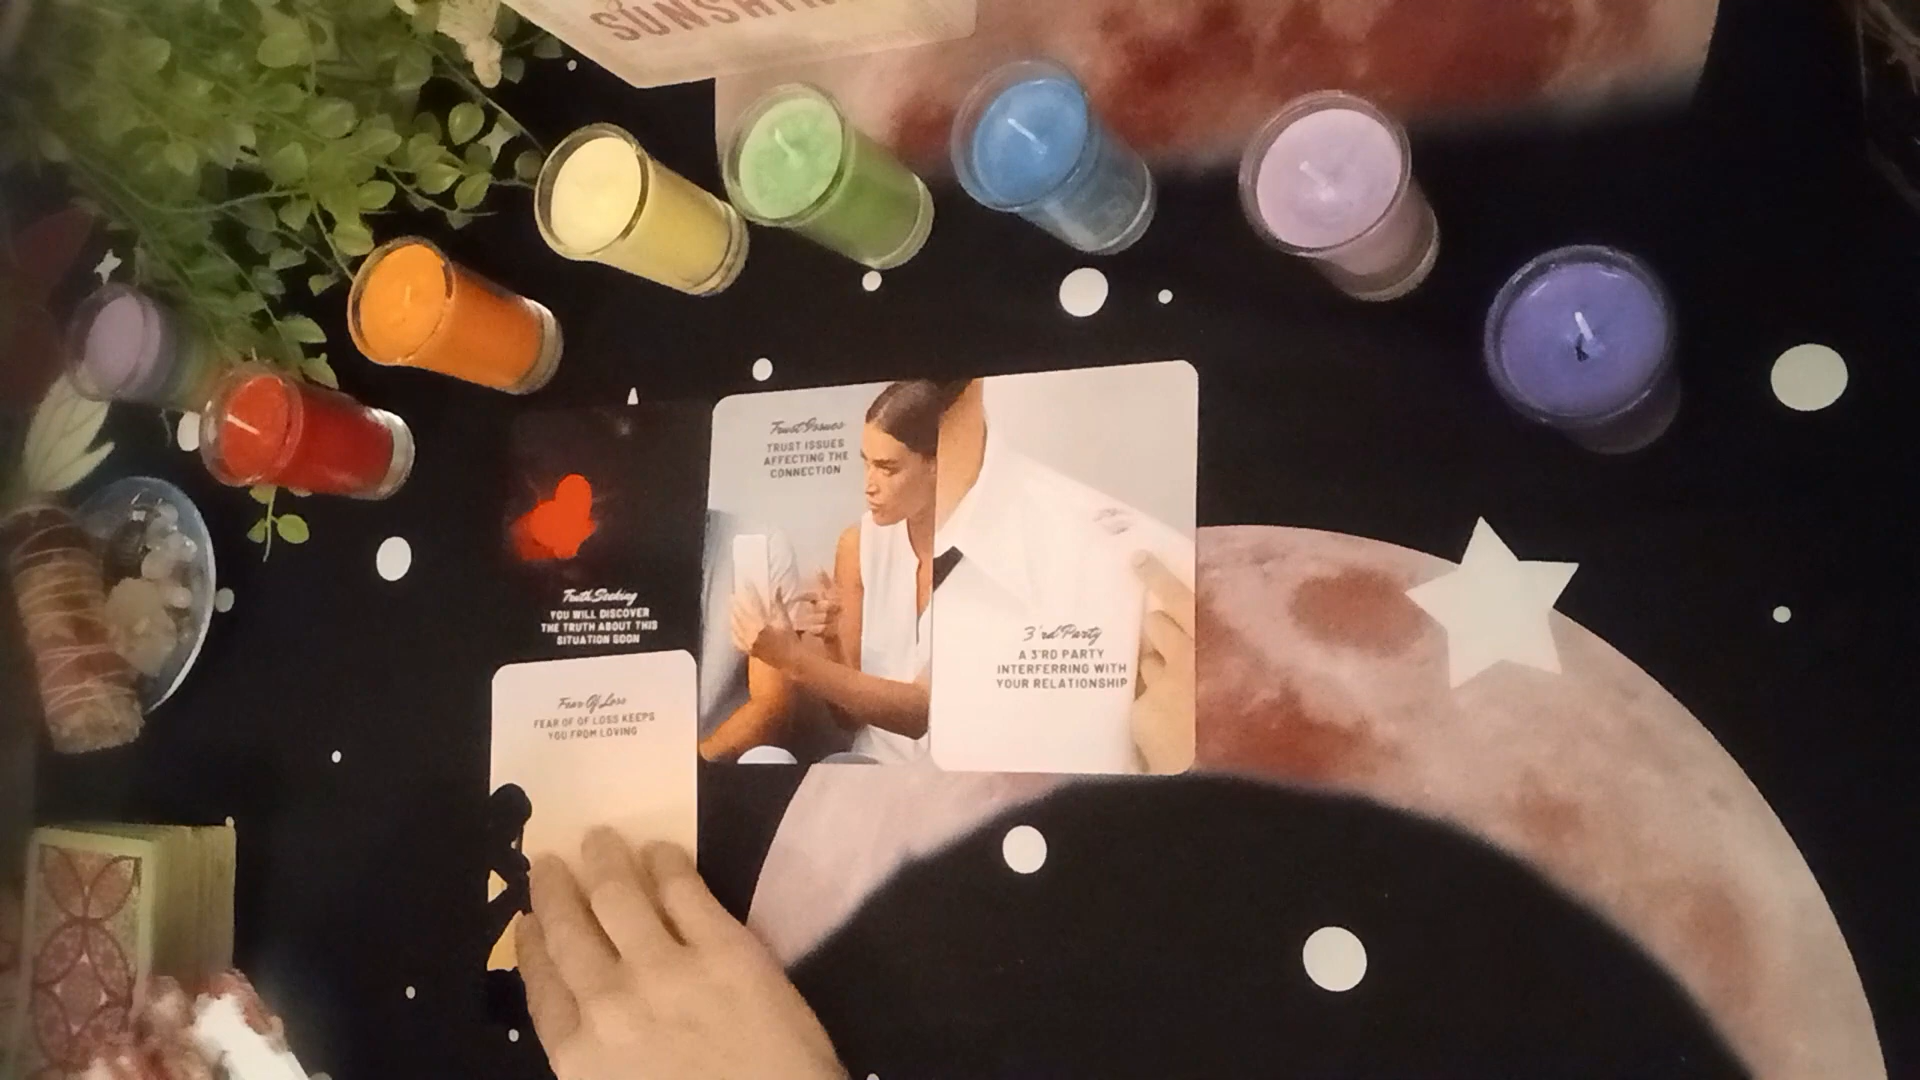 SUNSHIN
Trust Issues
TRUST ISSUES
AFFECTING THE
CONNECTION
Truth Seeking
YOU WILL DISCOVER
THE TRUTH ABOUT THIS
SITUATION SOON
3'rd Party
A 3'RD PARTY
INTERFERRING WITH
YOUR RELATIONSHIP
Fear Of Loss
FEAR OF OF LOSS KEEPS
YOU FROM LOVING